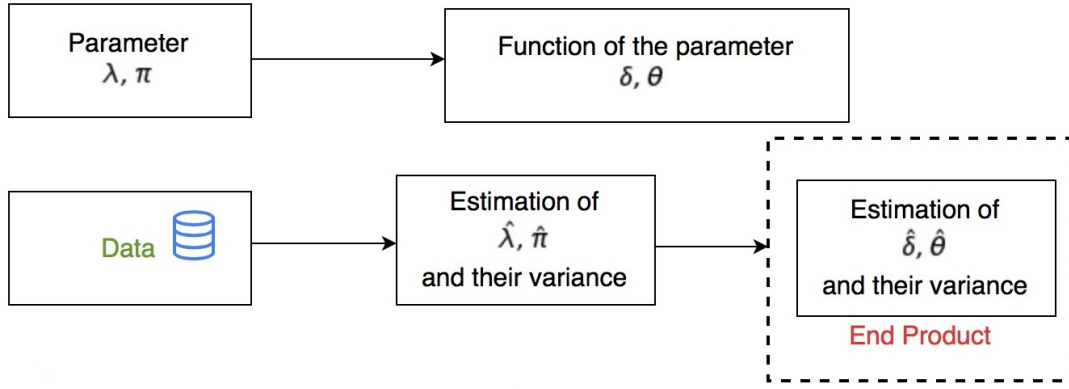 Parameter
λ, π
Function of the parameter
δ, θ
Data
Estimation of
λ̂, π̂
and their variance
Estimation of
δ̂, θ̂
and their variance
End Product